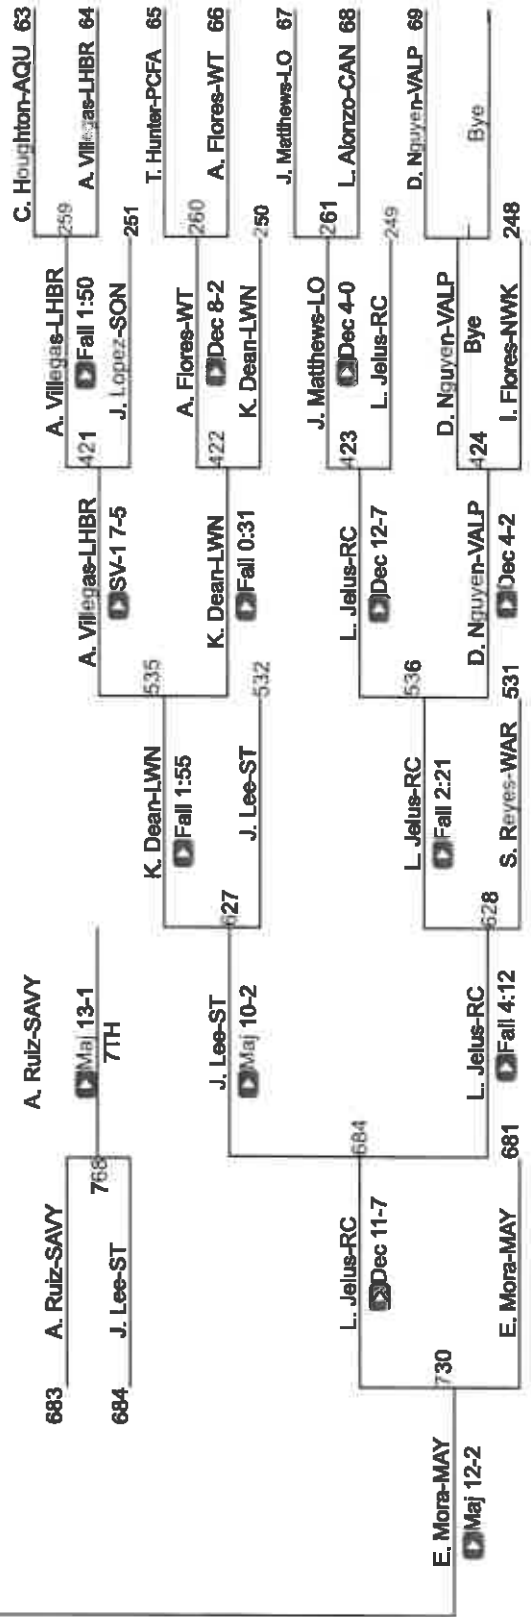 C. Houghton-AQU 63
259
A. Villegas-LHBR 64
T. Hunter-PCFA 65
260
A. Flores-WT 66
J. Matthews-LO 67
261
L. Alonzo-CAN 68
D. Nguyen-VALP 69
Bye
A. Villegas-LHBR
Fall 1:50
421
J. Lopez-SON 251
A. Flores-WT
Dec 8-2
422
K. Dean-LWN 250
J. Matthews-LO
Dec 4-0
423
L. Jelus-RC 249
D. Nguyen-VALP
Bye
424
I. Flores-NWK 248
A. Villegas-LHBR
SV-1 7-5
535
K. Dean-LWN
Fall 0:31
L. Jelus-RC
Dec 12-7
536
D. Nguyen-VALP
Dec 4-2
K. Dean-LWN
Fall 1:55
627
J. Lee-ST 532
L. Jelus-RC
Fall 2:21
628
S. Reyes-WAR 531
A. Ruiz-SAVY
Maj 13-1
7TH
J. Lee-ST
Maj 10-2
684
L. Jelus-RC
Fall 4:12
683 A. Ruiz-SAVY
768
684 J. Lee-ST
L. Jelus-RC
Dec 11-7
730
E. Mora-MAY 681
E. Mora-MAY
Maj 12-2